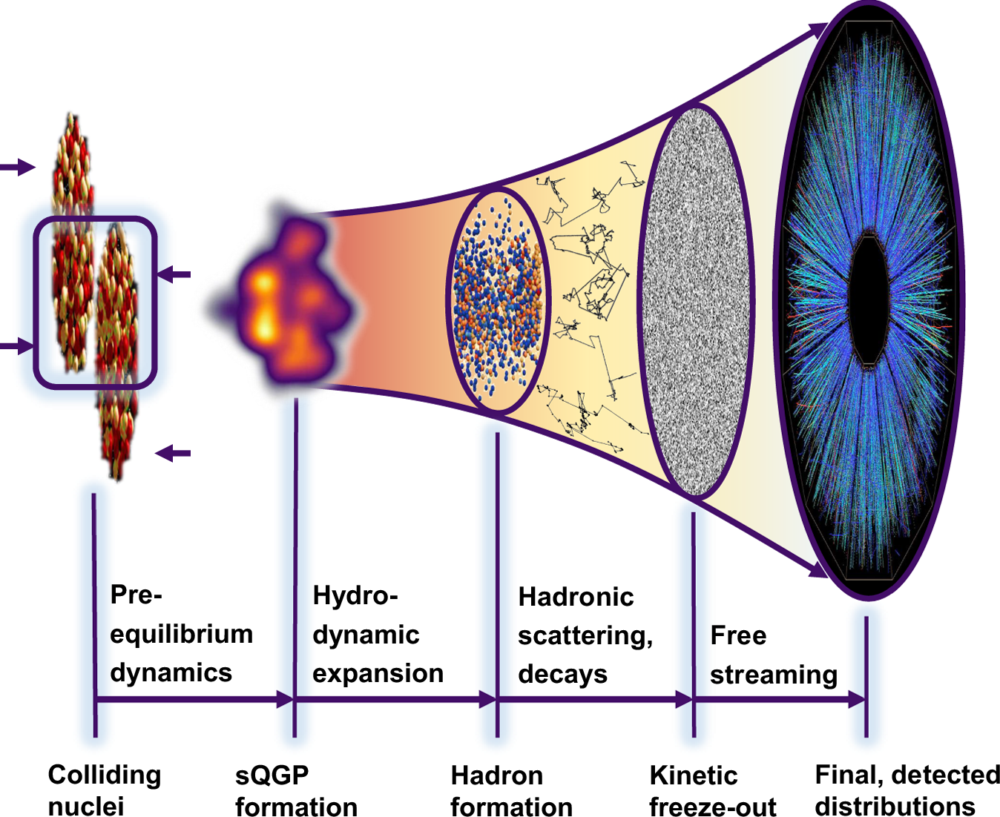 Pre-
equilibrium
dynamics
Hydro-
dynamic
expansion
Hadronic
scattering,
decays
Free
streaming
Colliding
nuclei
sQGP
formation
Hadron
formation
Kinetic
freeze-out
Final, detected
distributions